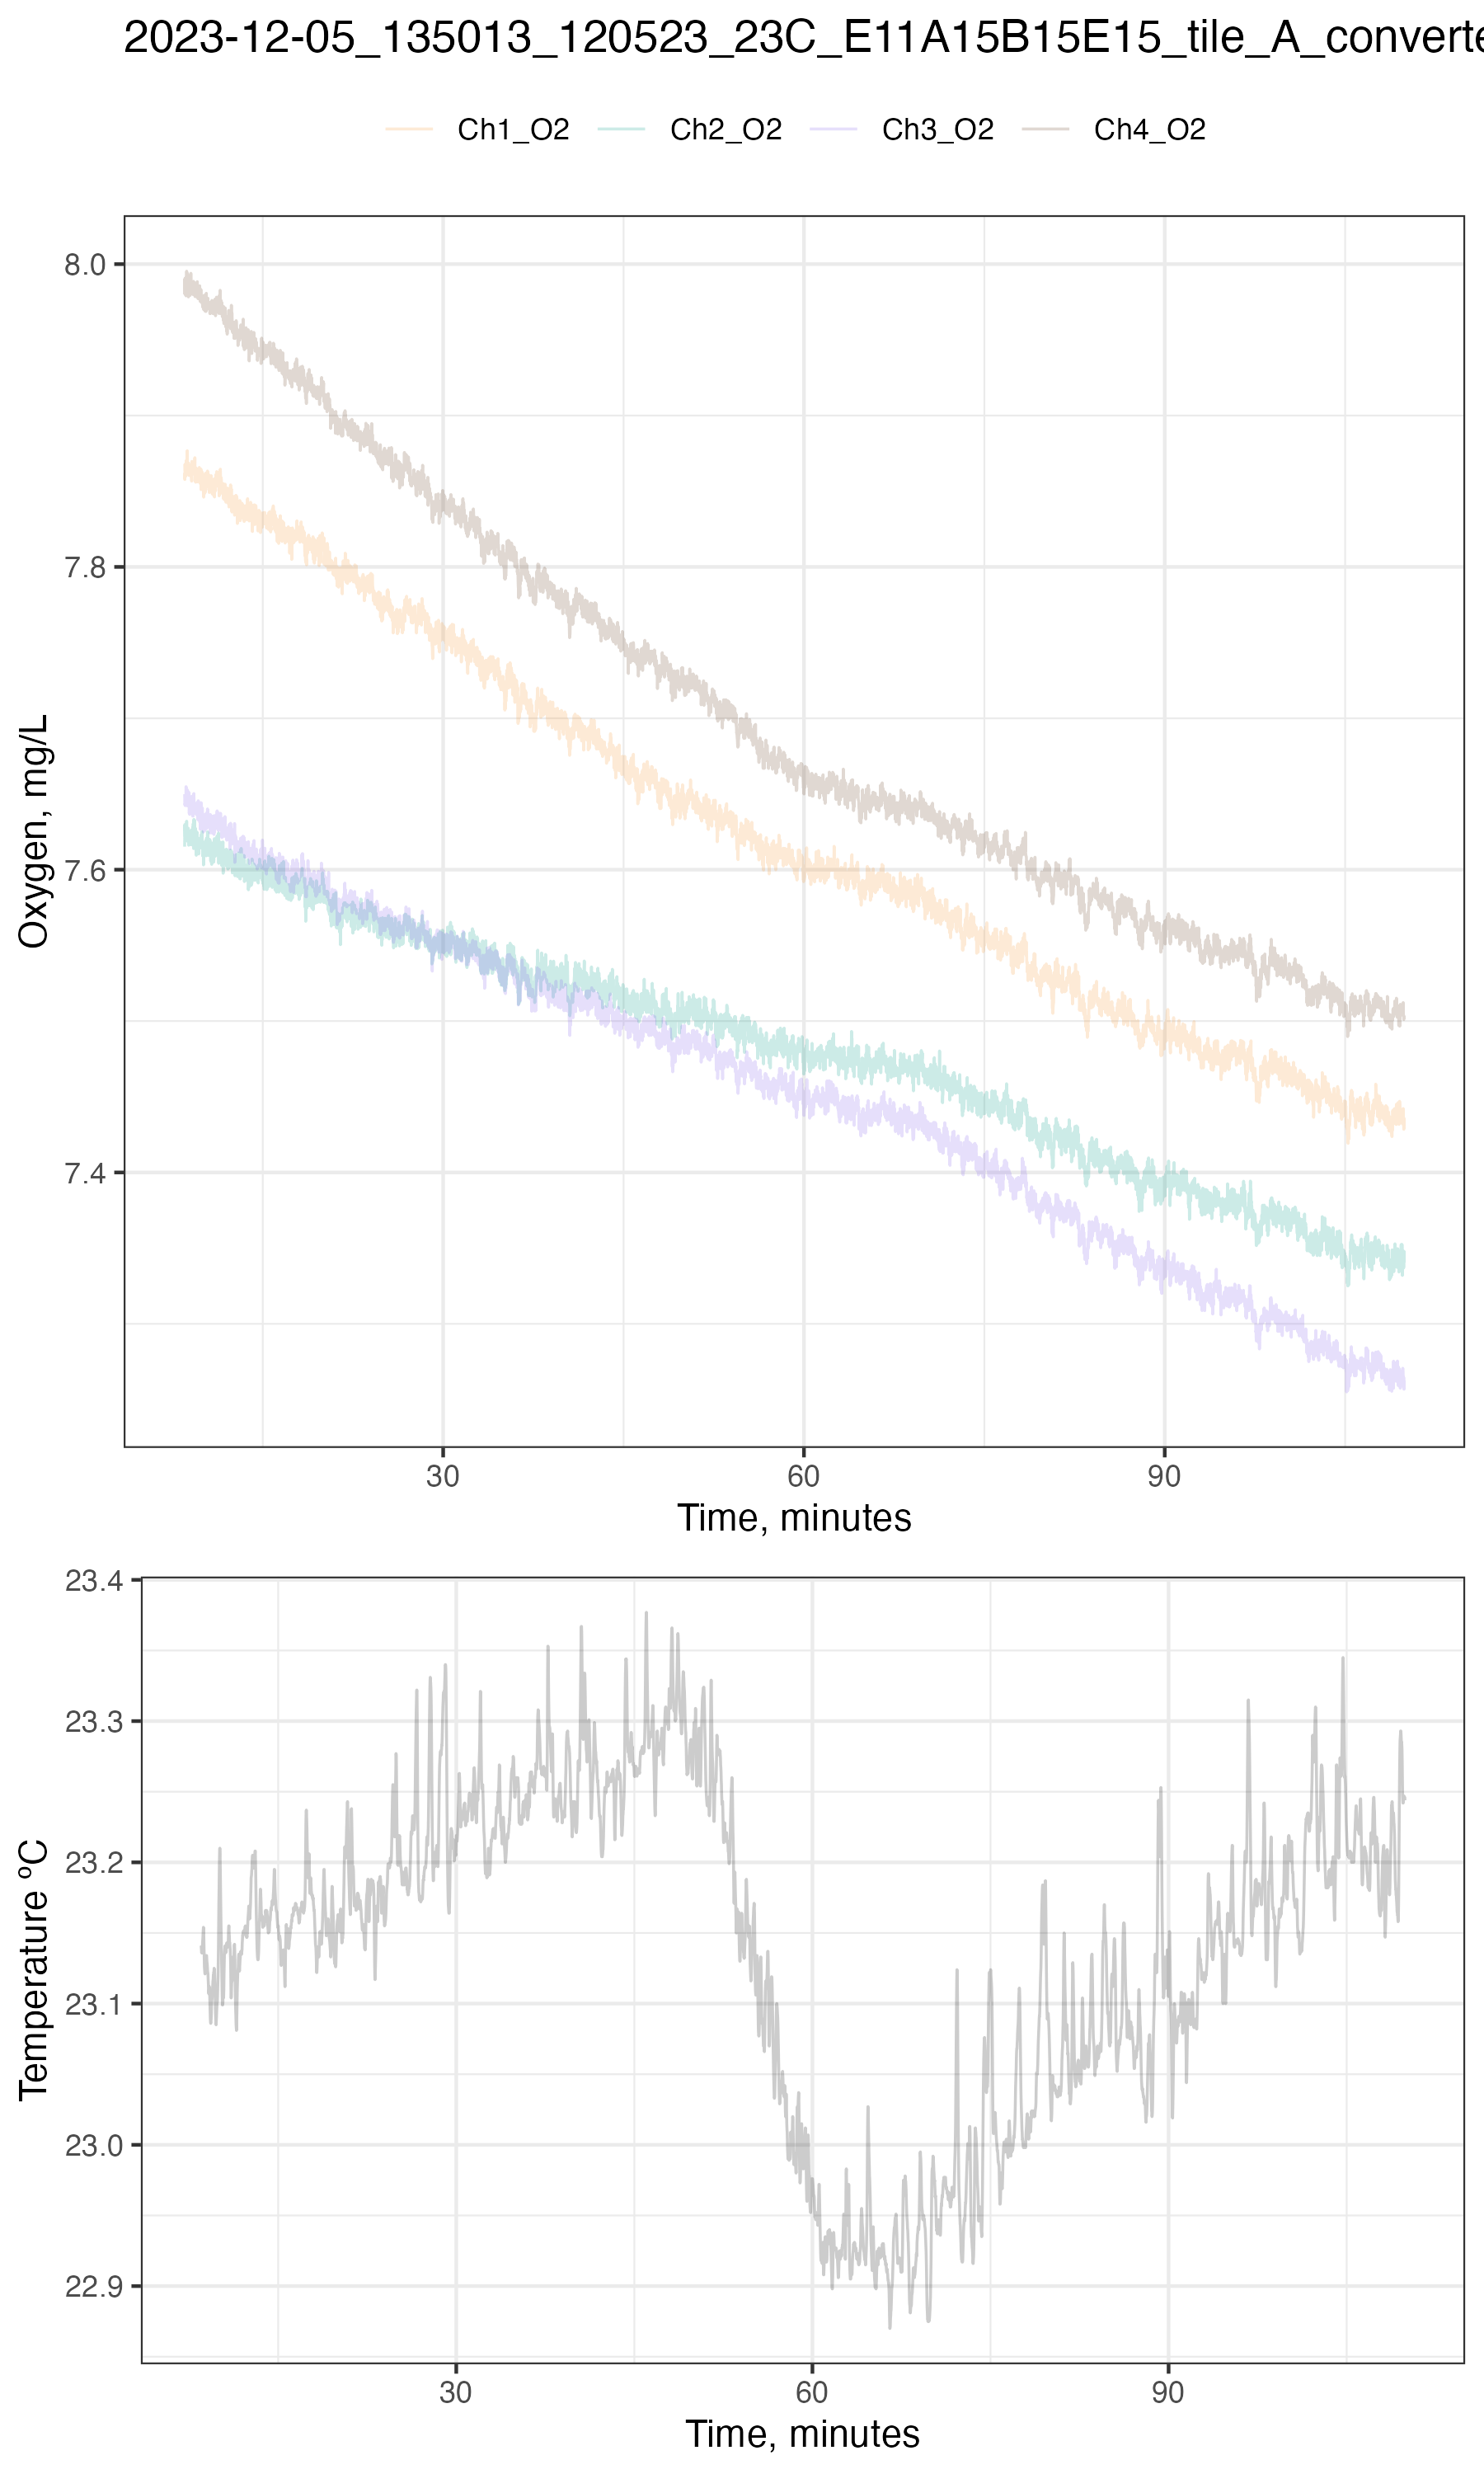 2023-12-05_135013_120523_23C_E11A15B15E15_tile_A_converte
Ch1_O2 Ch2_O2 Ch3_O2 Ch4_O2
8.0
7.8
7.6
7.4
Oxygen, mg/L
30 60 90
Time, minutes
23.4
23.3
23.2
23.1
23.0
22.9
Temperature ºC
30 60 90
Time, minutes